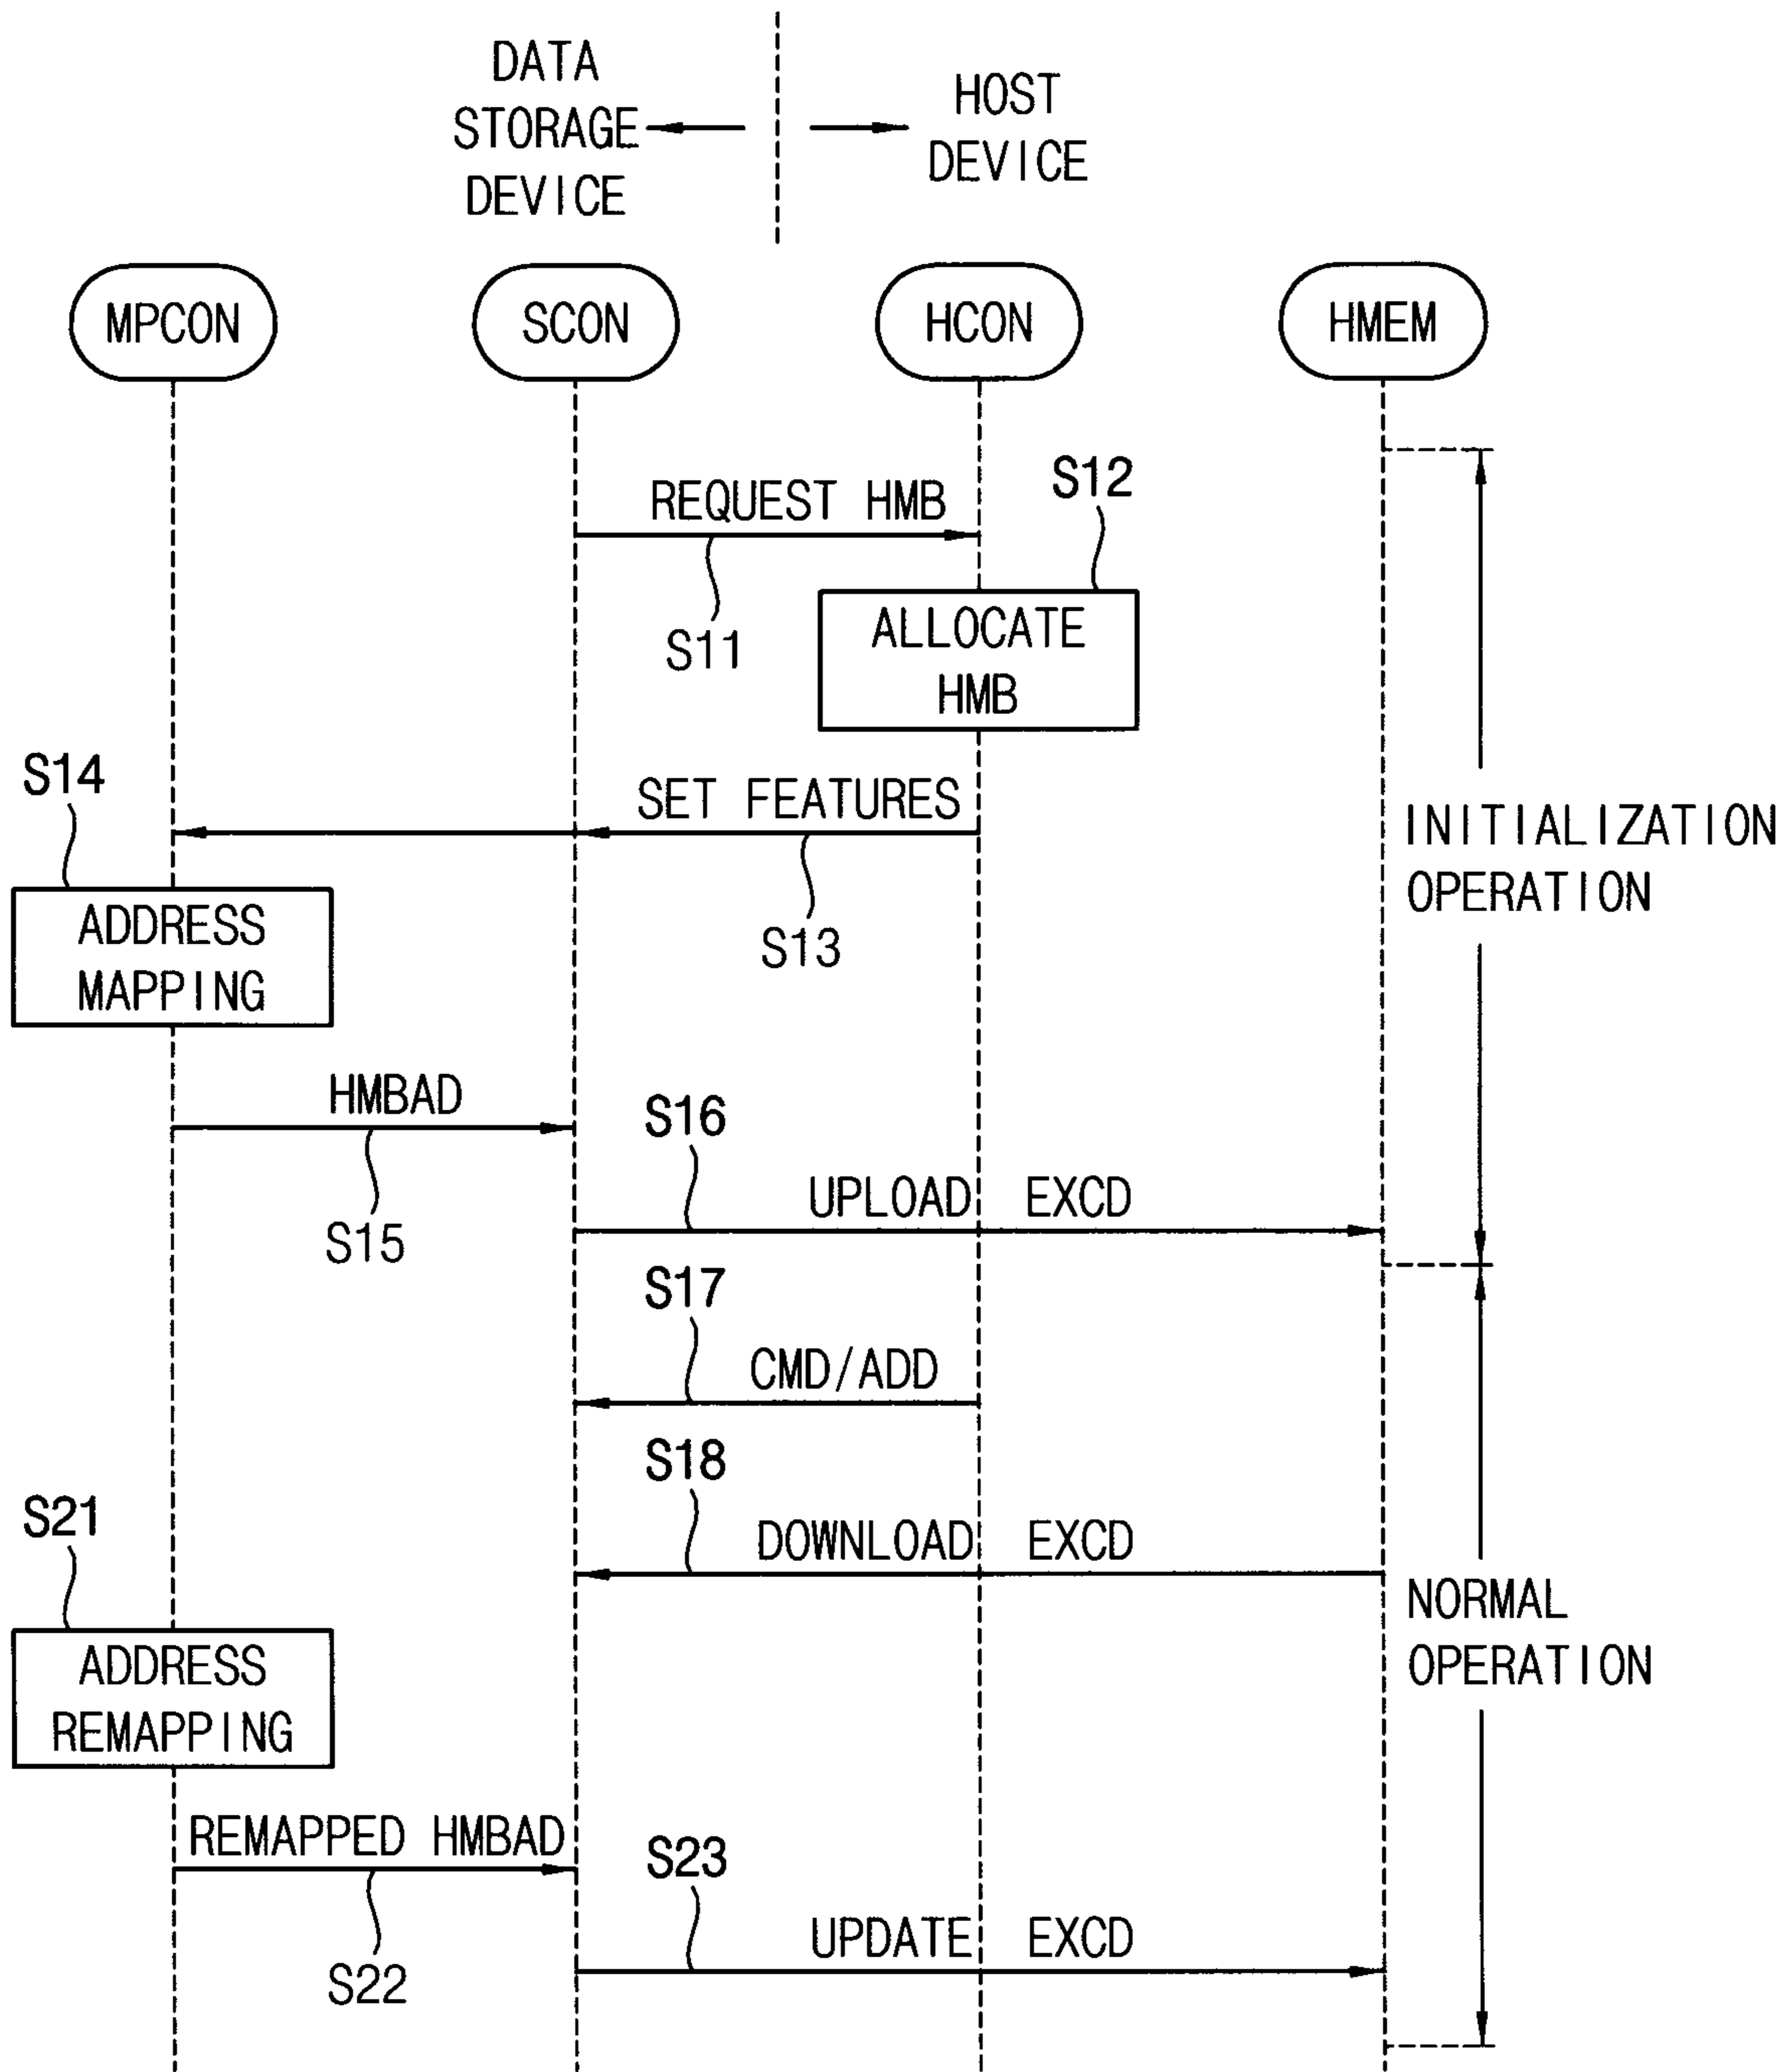 DATA
STORAGE
DEVICE
HOST
DEVICE
MPCON
SCON
HCON
HMEM
S12
REQUEST HMB
S11
ALLOCATE
HMB
S14
SET FEATURES
S13
INITIALIZATION
OPERATION
ADDRESS
MAPPING
HMBAD
S15
S16
UPLOAD EXCD
S17
CMD/ADD
S18
DOWNLOAD EXCD
S21
NORMAL
OPERATION
ADDRESS
REMAPPING
REMAPPED HMBAD
S22
S23
UPDATE EXCD